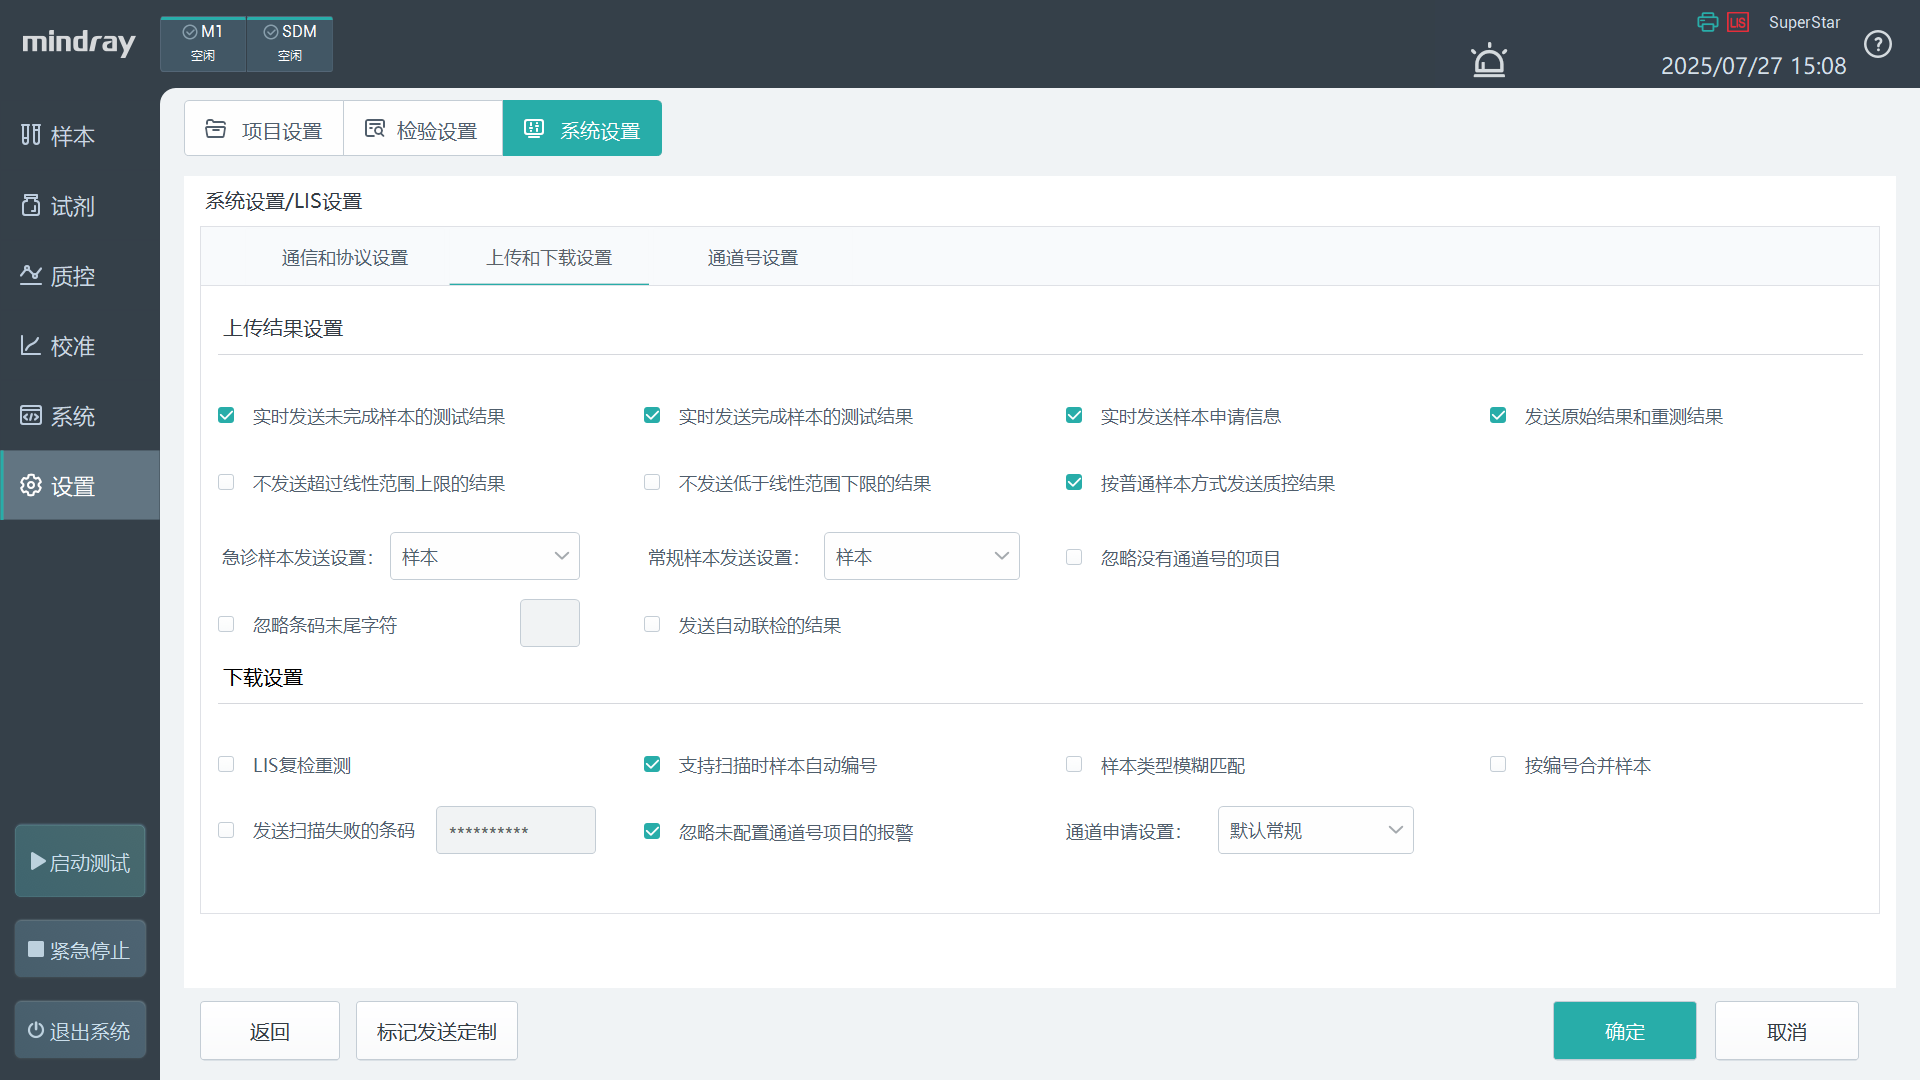 mindray
M1
空闲
SDM
空闲
LIS
SuperStar
2025/07/27 15:08
样本
试剂
质控
校准
系统
设置
启动测试
紧急停止
退出系统
项目设置
检验设置
系统设置
系统设置/LIS设置
通信和协议设置
上传和下载设置
通道号设置
上传结果设置
实时发送未完成样本的测试结果
实时发送完成样本的测试结果
实时发送样本申请信息
发送原始结果和重测结果
不发送超过线性范围上限的结果
不发送低于线性范围下限的结果
按普通样本方式发送质控结果
急诊样本发送设置：
样本
常规样本发送设置：
样本
忽略没有通道号的项目
忽略条码末尾字符
发送自动联检的结果
下载设置
LIS复检重测
支持扫描时样本自动编号
样本类型模糊匹配
按编号合并样本
发送扫描失败的条码
**********
忽略未配置通道号项目的报警
通道申请设置：
默认常规
返回
标记发送定制
确定
取消